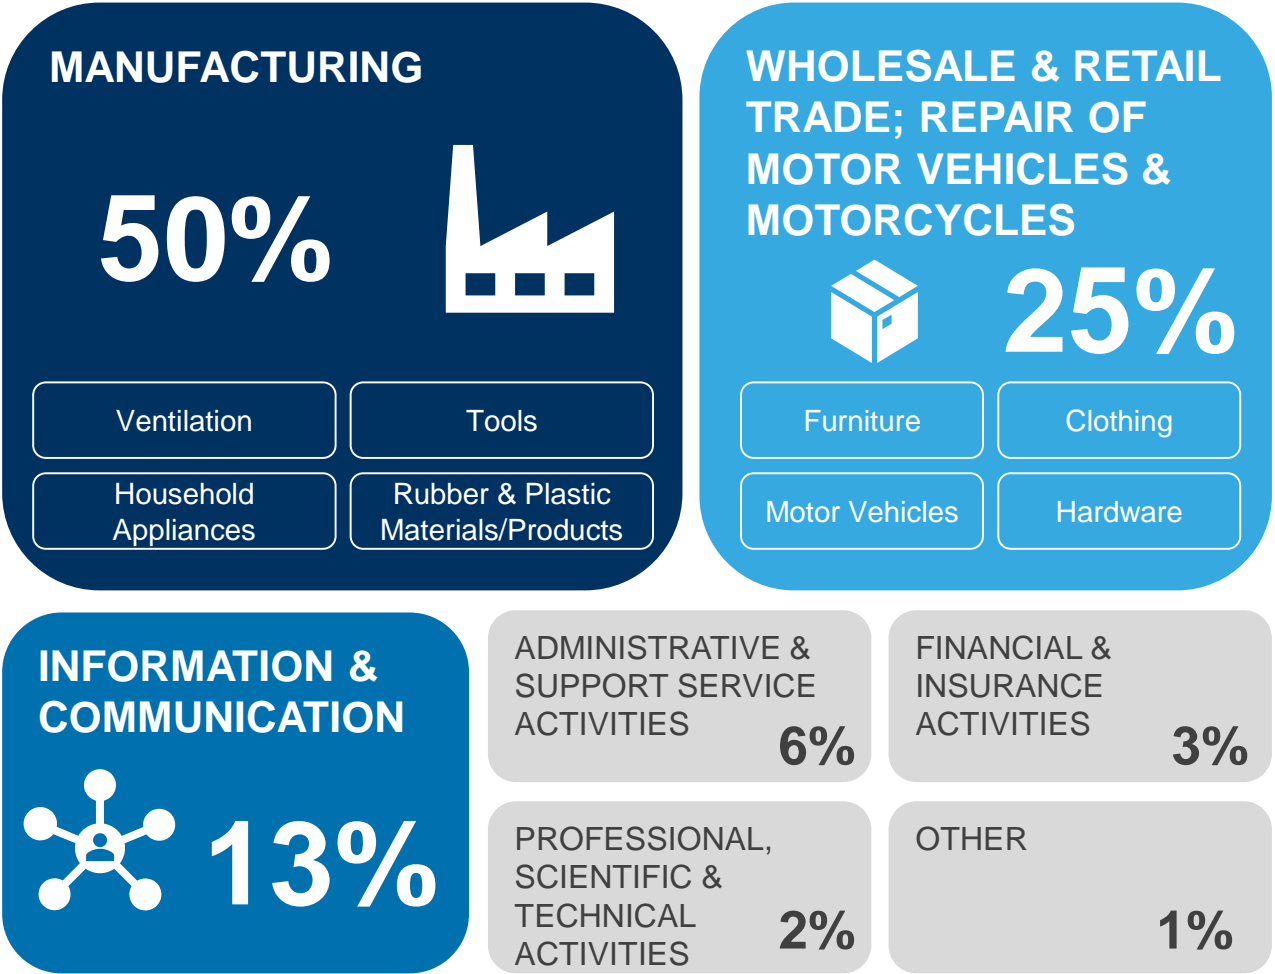 MANUFACTURING
50%
Ventilation
Tools
Household
Appliances
Rubber & Plastic
Materials/Products
WHOLESALE & RETAIL
TRADE; REPAIR OF
MOTOR VEHICLES &
MOTORCYCLES
25%
Furniture
Clothing
Motor Vehicles
Hardware
INFORMATION &
COMMUNICATION
13%
ADMINISTRATIVE &
SUPPORT SERVICE
ACTIVITIES
6%
FINANCIAL &
INSURANCE
ACTIVITIES
3%
PROFESSIONAL,
SCIENTIFIC &
TECHNICAL
ACTIVITIES
2%
OTHER
1%